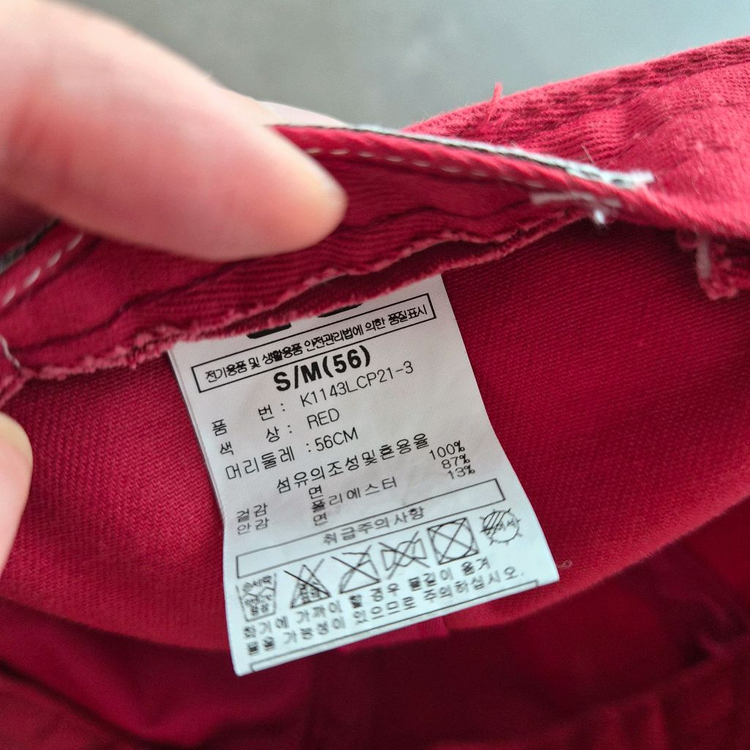 전기용품 및 생활용품 안전관리법에 의한 품질표시
S/M(56)
품 번 : K1143LCP21-3
색 상 : RED
머리둘레 : 56CM
섬유의조성및혼용율
겉감 면 100%
안감 폴리에스터 87%
면 13%
취급주의사항
손세탁
화기에 가까이 할 경우 불길이 옮겨
붙을 가능성이 있으므로 주의하십시오.